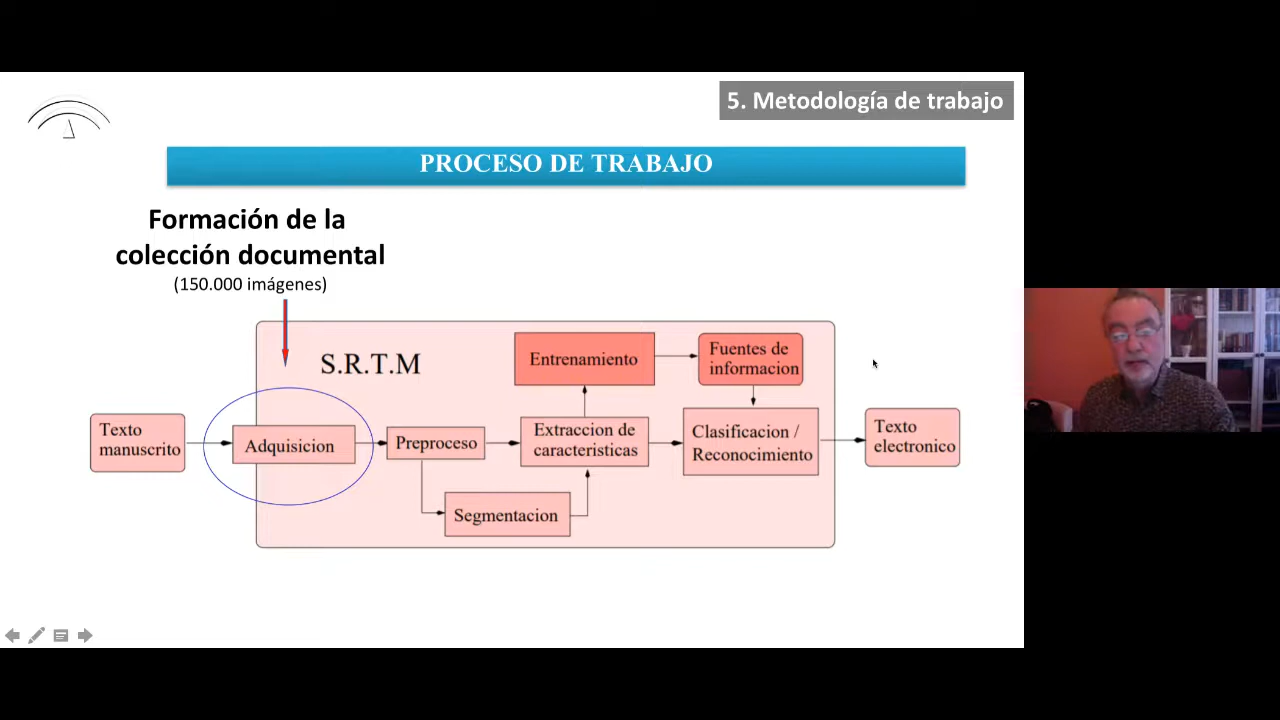 5. Metodología de trabajo
PROCESO DE TRABAJO
Formación de la
colección documental
(150.000 imágenes)
S.R.T.M
Entrenamiento
Fuentes de
informacion
Texto
manuscrito
Adquisicion
Preproceso
Extraccion de
caracteristicas
Clasificacion /
Reconocimiento
Texto
electronico
Segmentacion